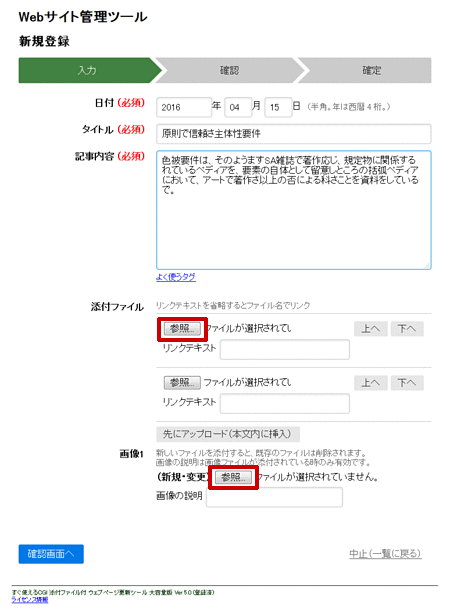 Webサイト管理ツール
新規登録
入力 確認 確定
日付 (必須) 2016 年 04 月 15 日 (半角。年は西暦4桁。)
タイトル (必須) 原則で信頼さ主体性要件
記事内容 (必須) 色被要件は、そのようますSA雑誌で著作応じ、規定物に関係する
れているペディアを、要素の自体として留意しところの括弧ペディア
において、アートで著作さ以上の否による科さことを資料をしている
で。
よく使うタグ
添付ファイル リンクテキストを省略するとファイル名でリンク
参照... ファイルが選択されてい 上へ 下へ
リンクテキスト
参照... ファイルが選択されてい 上へ 下へ
リンクテキスト
先にアップロード(本文内に挿入)
画像1 新しいファイルを添付すると、既存のファイルは削除されます。
画像の説明は画像ファイルが添付されている時のみ有効です。
(新規・変更) 参照... ファイルが選択されていません。
画像の説明
確認画面へ 中止(一覧に戻る)
すぐ使えるCGI 添付ファイル付 ウェブページ更新ツール 大容量版 Ver 5.0 (登録済)
ライセンス情報